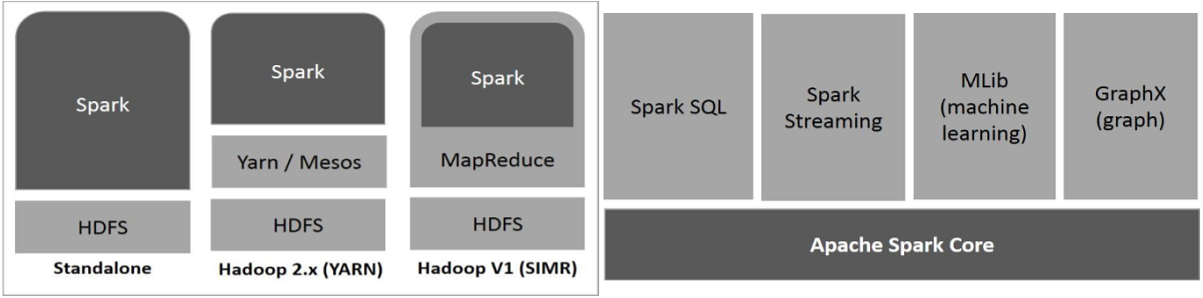 Spark
HDFS
Standalone
Spark
Yarn / Mesos
HDFS
Hadoop 2.x (YARN)
Spark
MapReduce
HDFS
Hadoop V1 (SIMR)
Spark SQL
Spark
Streaming
MLib
(machine
learning)
GraphX
(graph)
Apache Spark Core